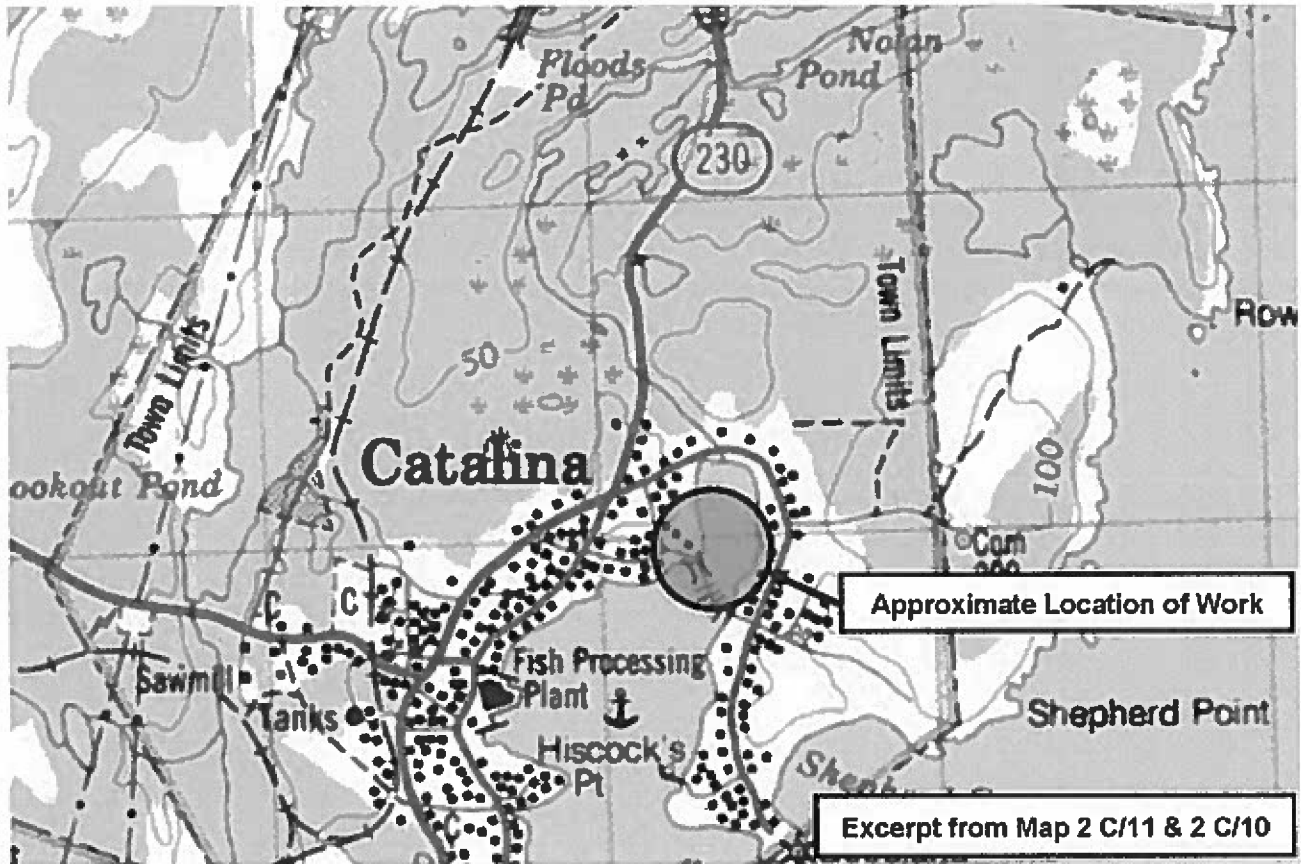 Nolan
Pond
Floods
Pd
230
Town Limits
Row
50
Town Limits
Catalina
ookout Pond
100
Com
C
C
Approximate Location of Work
Sawmill
Fish Processing
Plant
Tanks
Shepherd Point
Hiscock's
Pt
C
Excerpt from Map 2 C/11 & 2 C/10